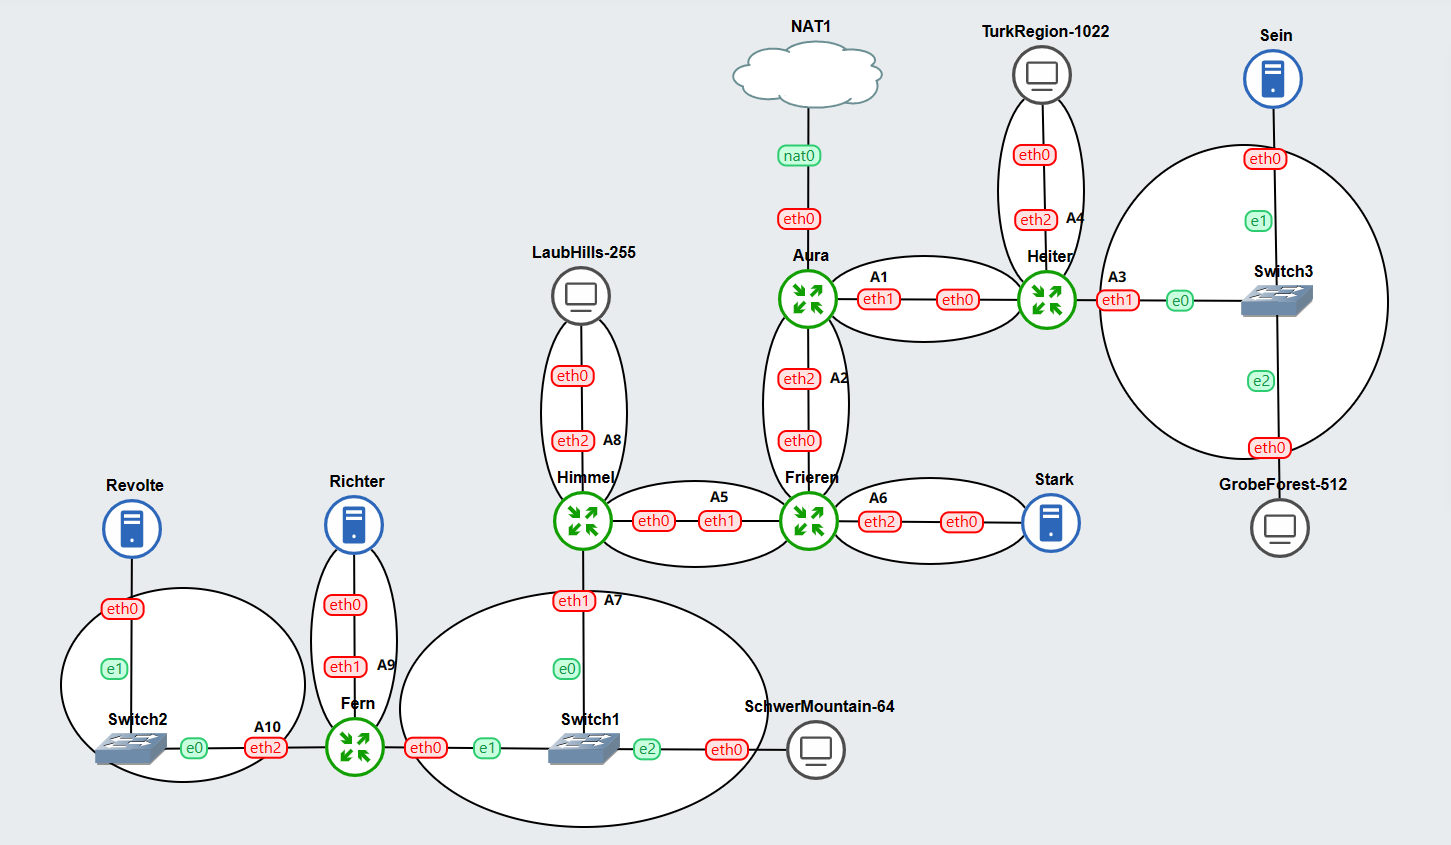 NAT1
TurkRegion-1022
Sein
nat0
eth0
eth0
eth0
eth0
e1
eth2
A4
LaubHills-255
Aura
Heiter
Switch3
A1
A3
eth1
eth0
eth1
e0
eth0
eth2
A2
e2
eth2
A8
eth0
eth0
Himmel
Frieren
Stark
GrobeForest-512
Revolte
Richter
A5
A6
eth0
eth1
eth2
eth0
eth0
eth0
eth1
A7
e1
eth1
A9
e0
Fern
SchwerMountain-64
Switch2
A10
Switch1
e0
eth2
eth0
e1
e2
eth0